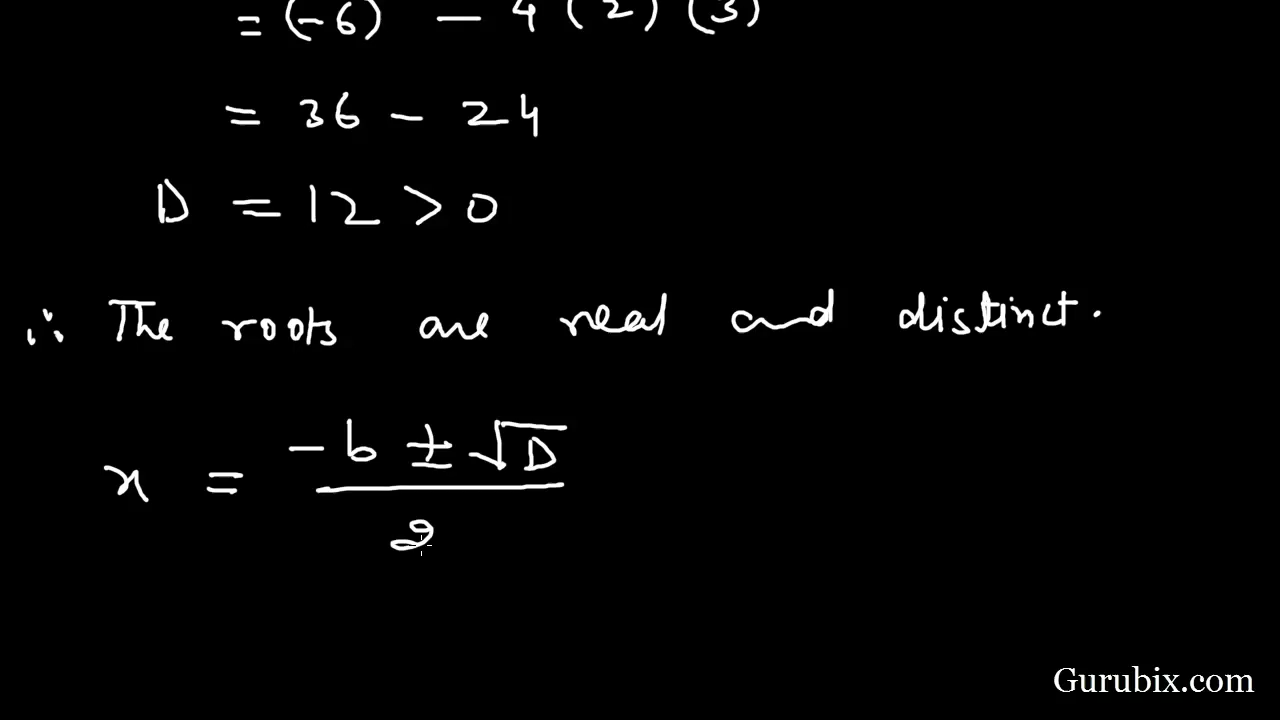 = (-6) - 4 (2) (3)
= 36 - 24
D = 12 > 0
∴ The roots are real and distinct.
x = (-b ± √D) / 2
Gurubix.com